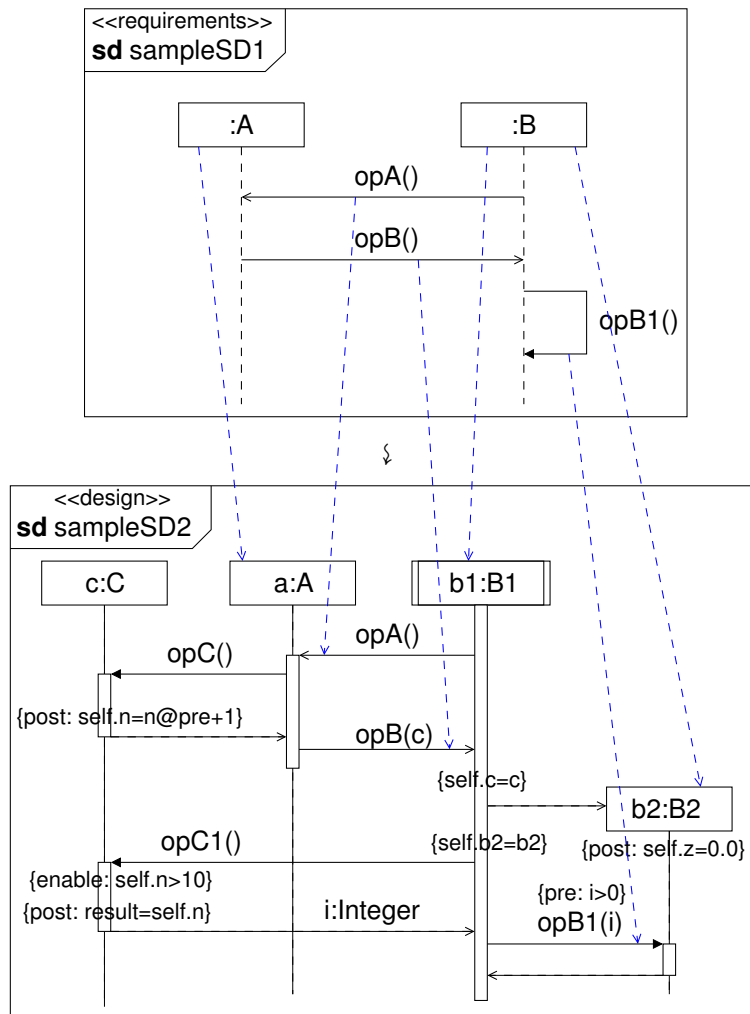 <<requirements>>
sd sampleSD1
:A
:B
opA()
opB()
opB1()
<<design>>
sd sampleSD2
c:C
a:A
b1:B1
opA()
opC()
{post: self.n=n@pre+1}
opB(c)
{self.c=c}
b2:B2
opC1()
{self.b2=b2}
{post: self.z=0.0}
{enable: self.n>10}
{pre: i>0}
{post: result=self.n}
i:Integer
opB1(i)